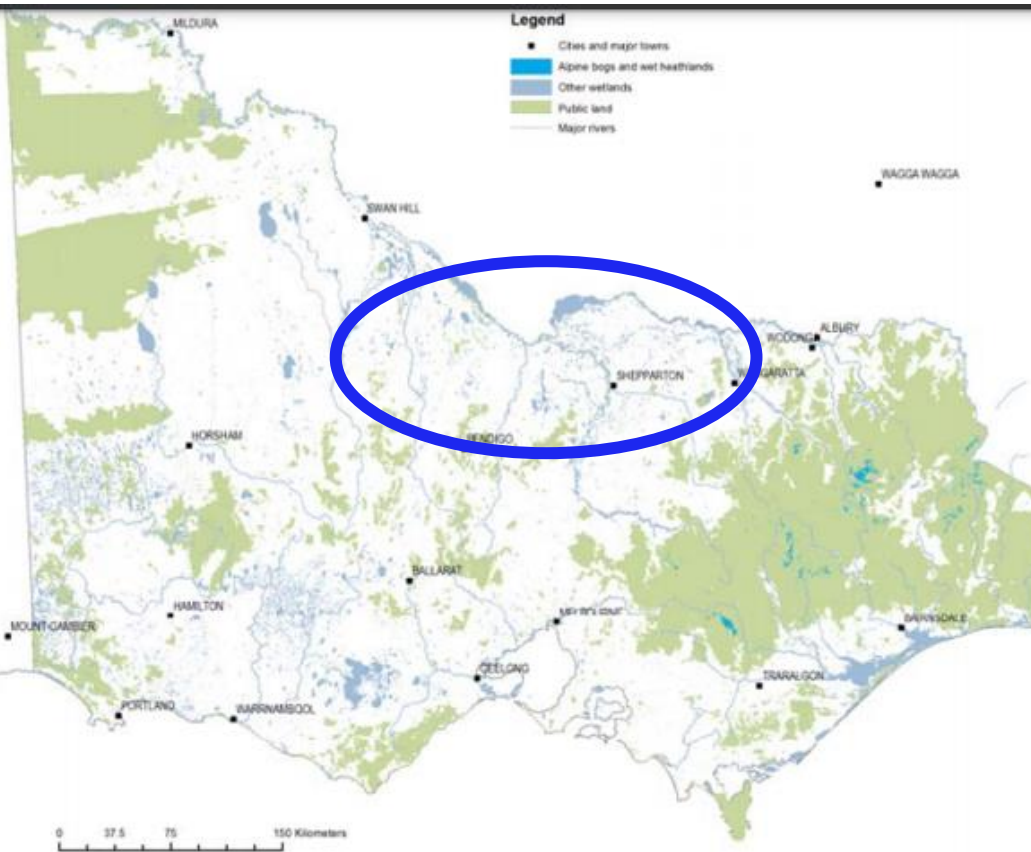 MILDURA
Legend
Cities and major towns
Alpine bogs and wet heathlands
Other wetlands
Public land
Major rivers
WAGGA WAGGA
SWAN HILL
ALBURY
WODONG
SHEPPARTON
GARATTA
HORSHAM
BENDIGO
BALLARAT
HAMILTON
MOUNT-GAMBIER
BAIRNSDALE
GEELONG
TRARALGON
PORTLAND
WARRNAMBOOL
0 37.5 75 150 Kilometers